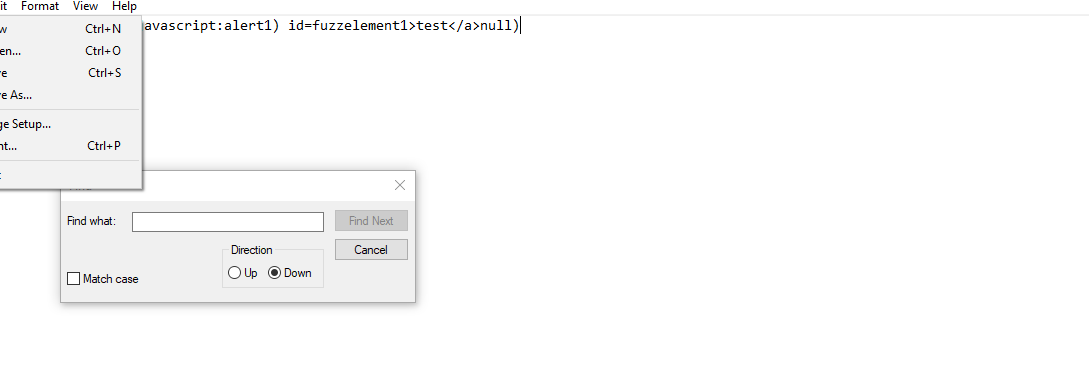 it Format View Help
avascript:alert1) id=fuzzelement1>test</a>null)
w Ctrl+N
en... Ctrl+O
e Ctrl+S
e As...
ge Setup...
nt... Ctrl+P
t
Find what:
Find Next
Direction
Cancel
Up Down
Match case